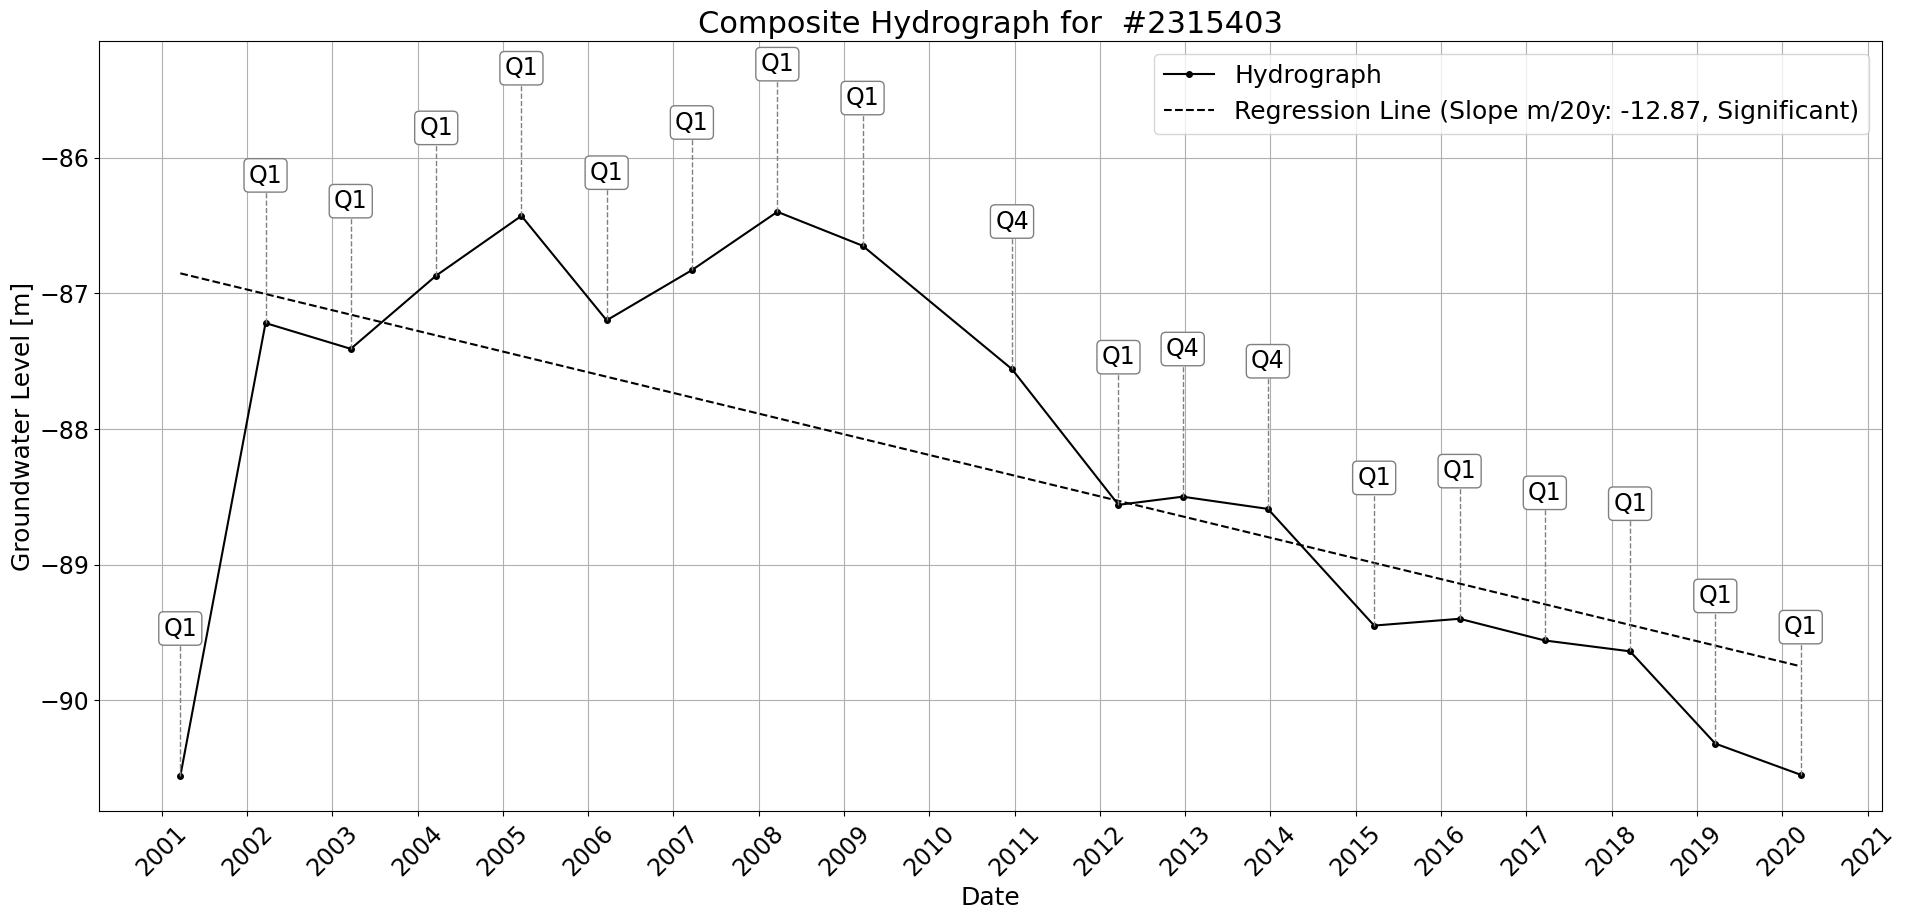 Composite Hydrograph for  #2315403
Hydrograph
Regression Line (Slope m/20y: -12.87, Significant)
Q1
Q1
Q1
Q1
Q1
Q1
Q1
Q1
Q1
Q4
Q1
Q4
Q4
Q1
Q1
Q1
Q1
Q1
Q1
Groundwater Level [m]
−86
−87
−88
−89
−90
2001
2002
2003
2004
2005
2006
2007
2008
2009
2010
2011
2012
2013
2014
2015
2016
2017
2018
2019
2020
2021
Date